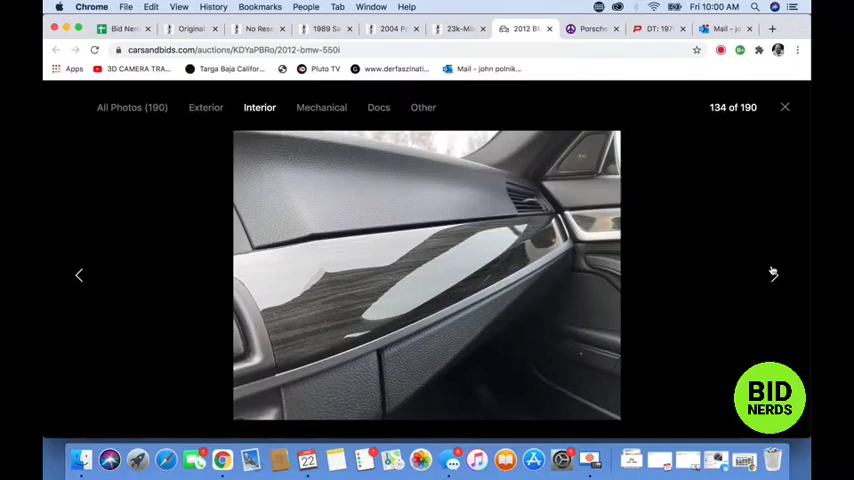 Chrome File Edit View History Bookmarks People Tab Window Help Fri 10:00 AM
Bid Ner Original No Rese 1989 Sa 2004 Po 23k-Mil 2012 BM Porsche DT: 197 Mail - jo
carsandbids.com/auctions/KDYaPBRo/2012-bmw-550i
Apps 3D CAMERA TRA... Targa Baja Califor... Pluto TV www.derfaszinati... Mail - john polnik...
All Photos (190) Exterior Interior Mechanical Docs Other 134 of 190
BID
NERDS
22